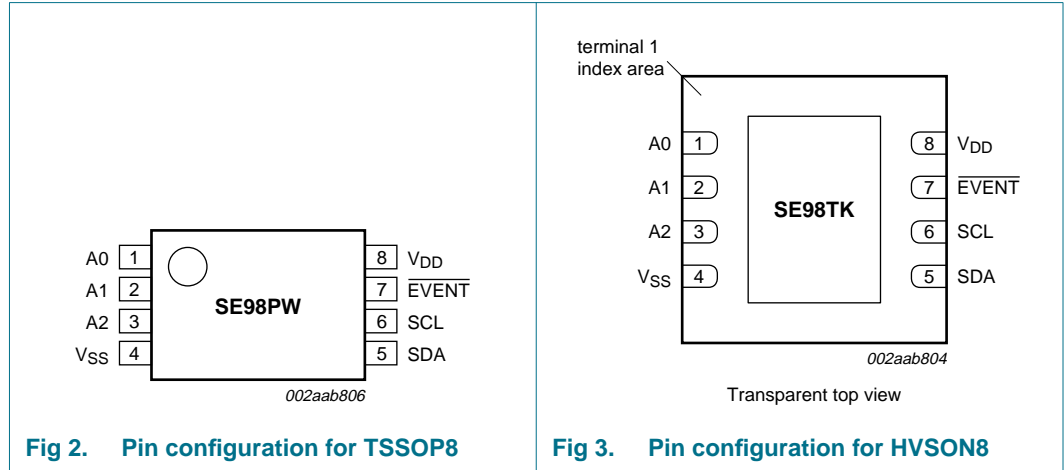 A0 1
A1 2
A2 3
VSS 4
SE98PW
8 VDD
7 EVENT
6 SCL
5 SDA
002aab806
Fig 2. Pin configuration for TSSOP8
terminal 1
index area
A0 1
A1 2
A2 3
VSS 4
SE98TK
8 VDD
7 EVENT
6 SCL
5 SDA
002aab804
Transparent top view
Fig 3. Pin configuration for HVSON8